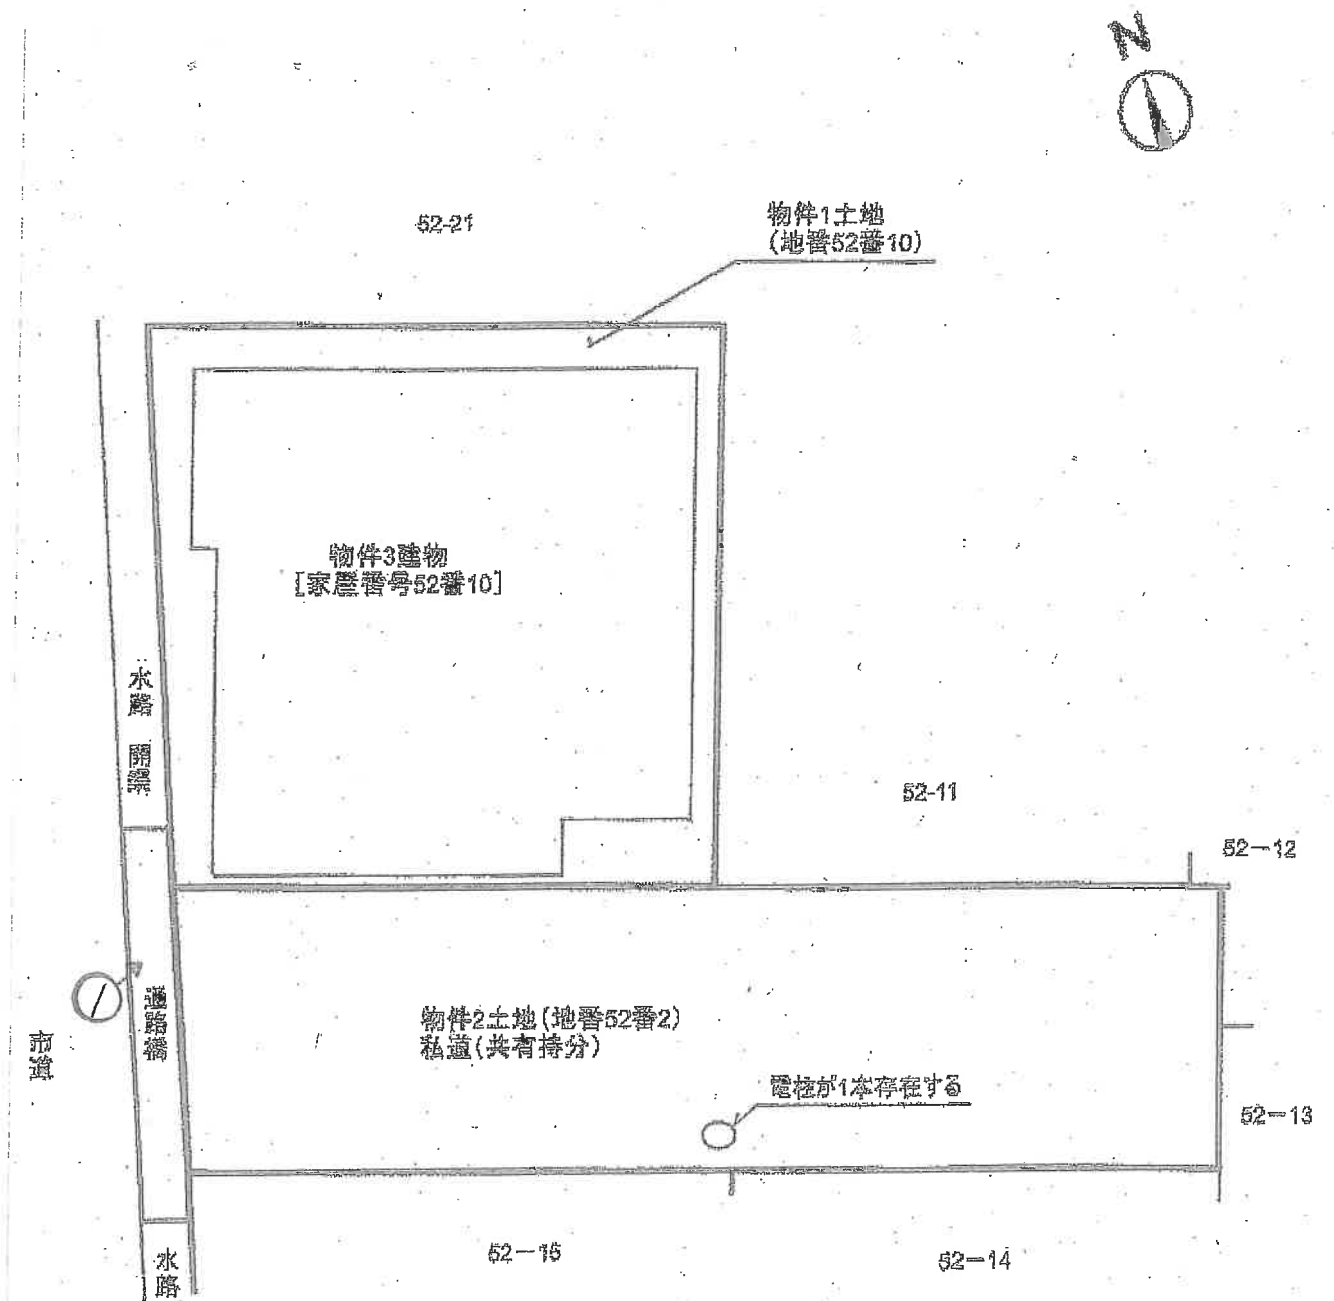 N
52-21
物件1土地
(地番52番10)
物件3建物
[家屋番号52番10]
水路 開渠
52-11
52-12
通路橋
市道
物件2土地(地番52番2)
私道(共有持分)
電柱が1本存在する
52-13
52-15
52-14
水路